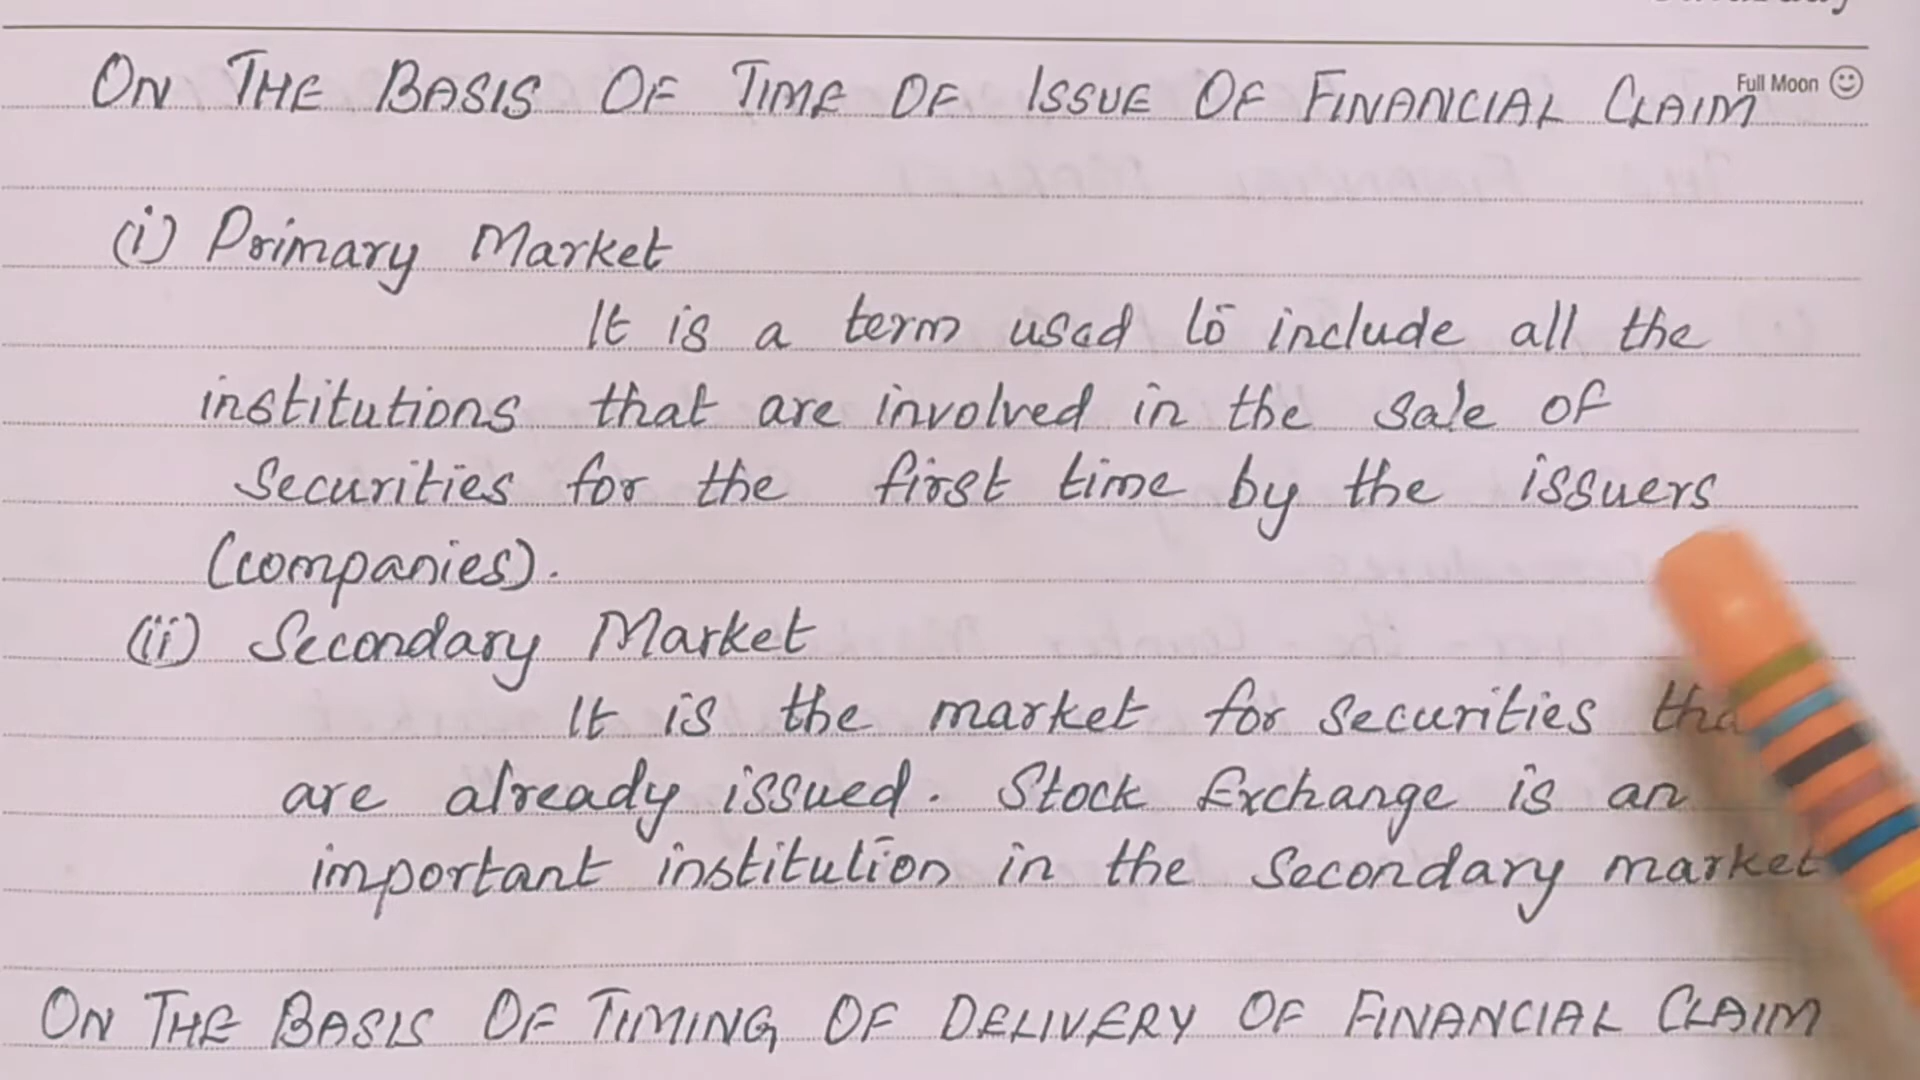 ON THE BASIS OF TIME OF ISSUE OF FINANCIAL CLAIM
Full Moon
(i) Primary Market
It is a term used to include all the
institutions that are involved in the sale of
Securities for the first time by the issuers
(companies).
(ii) Secondary Market
It is the market for securities
are already issued. Stock Exchange is an
important institution in the Secondary market
ON THE BASIS OF TIMING OF DELIVERY OF FINANCIAL CLAIM